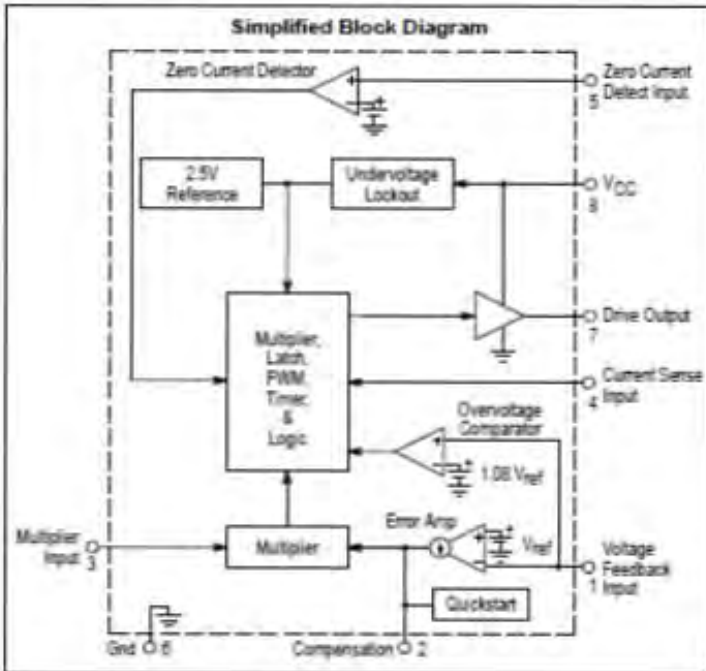 Simplified Block Diagram
Zero Current Detector
Zero Current
Detect Input
5
2.5V
Reference
Undervoltage
Lockout
VCC
8
Multiplier,
Latch,
PWM,
Timer,
&
Logic
Drive Output
7
Current Sense
Input
4
Overvoltage
Comparator
1.08 Vref
Error Amp
Vref
Multiplier
Input
3
Multiplier
Voltage
Feedback
Input
1
Quickstart
Gnd 6
Compensation 2